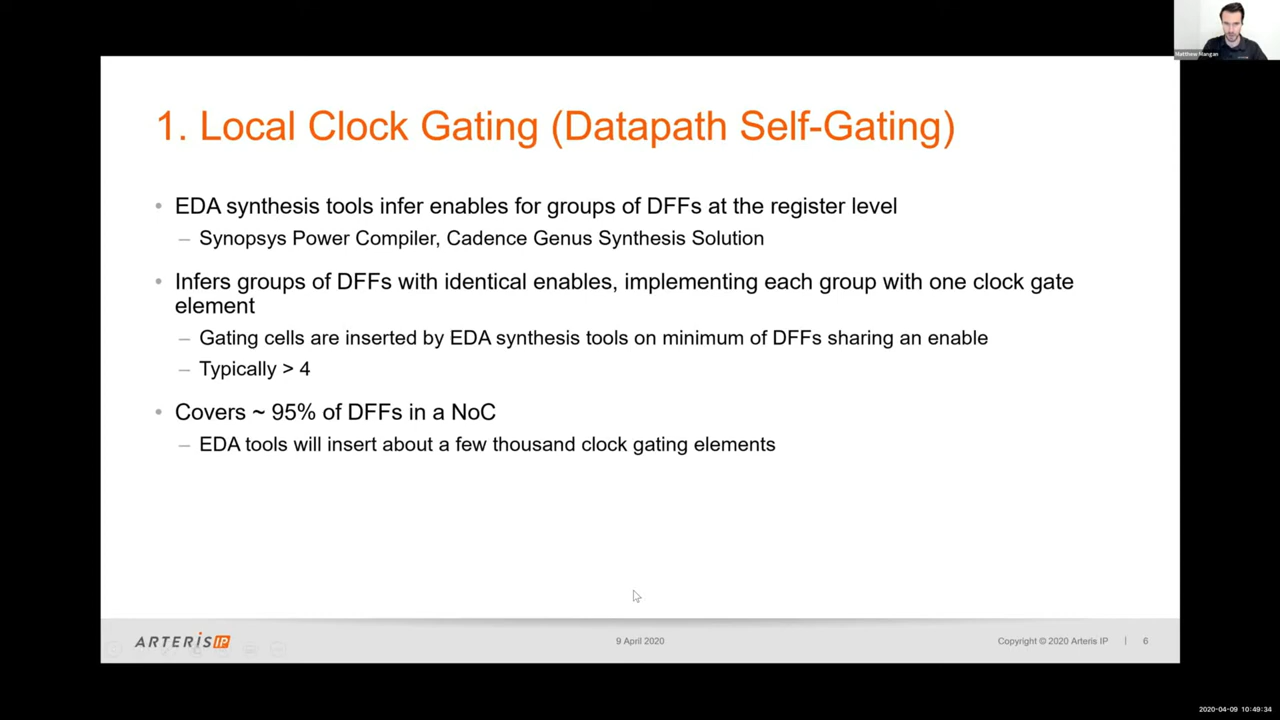 Matthew Mangan
1. Local Clock Gating (Datapath Self-Gating)
• EDA synthesis tools infer enables for groups of DFFs at the register level
– Synopsys Power Compiler, Cadence Genus Synthesis Solution
• Infers groups of DFFs with identical enables, implementing each group with one clock gate
element
– Gating cells are inserted by EDA synthesis tools on minimum of DFFs sharing an enable
– Typically > 4
• Covers ~ 95% of DFFs in a NoC
– EDA tools will insert about a few thousand clock gating elements
ARTERIS IP
9 April 2020
Copyright © 2020 Arteris IP | 6
2020-04-09 10:49:34